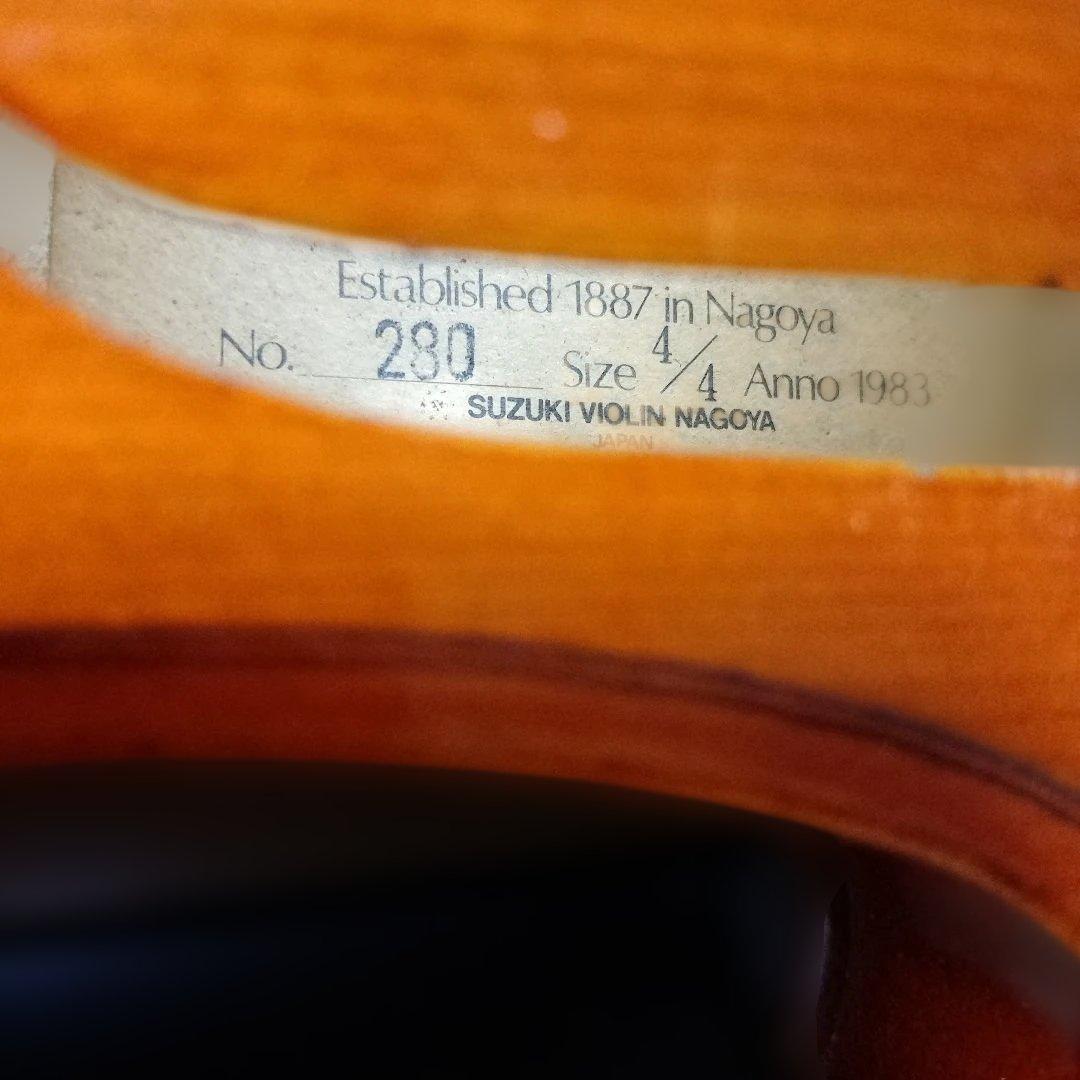 Established 1887 in Nagoya
No. 280 Size 4/4 Anno 1983
SUZUKI VIOLIN NAGOYA
JAPAN